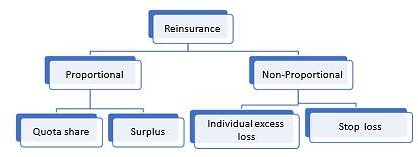 Reinsurance
Proportional
Non-Proportional
Quota share
Surplus
Individual excess
loss
Stop loss